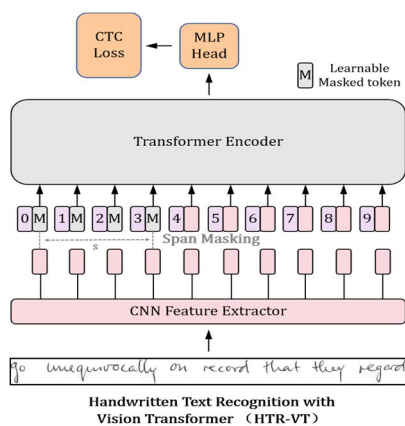 CTC
Loss
MLP
Head
M
Learnable
Masked token
Transformer Encoder
0 M 1 M 2 M 3 M 4 5 6 7 8 9
Span Masking
s
CNN Feature Extractor
go unequivocally on record that they regard
Handwritten Text Recognition with
Vision Transformer (HTR-VT)